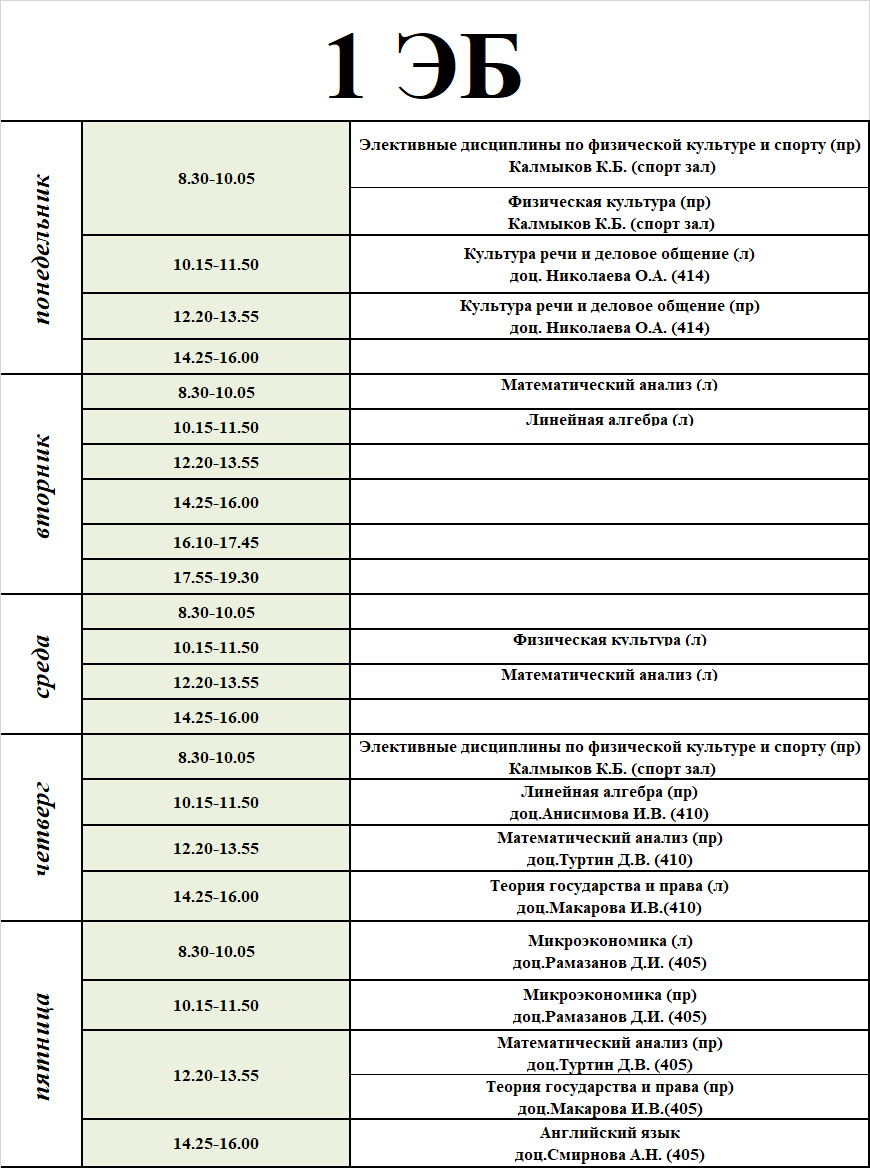 1 ЭБ
понедельник
8.30-10.05
Элективные дисциплины по физической культуре и спорту (пр)
Калмыков К.Б. (спорт зал)
Физическая культура (пр)
Калмыков К.Б. (спорт зал)
10.15-11.50
Культура речи и деловое общение (л)
доц. Николаева О.А. (414)
12.20-13.55
Культура речи и деловое общение (пр)
доц. Николаева О.А. (414)
14.25-16.00
вторник
8.30-10.05
Математический анализ (л)
10.15-11.50
Линейная алгебра (л)
12.20-13.55
14.25-16.00
16.10-17.45
17.55-19.30
среда
8.30-10.05
10.15-11.50
Физическая культура (л)
12.20-13.55
Математический анализ (л)
14.25-16.00
четверг
8.30-10.05
Элективные дисциплины по физической культуре и спорту (пр)
Калмыков К.Б. (спорт зал)
10.15-11.50
Линейная алгебра (пр)
доц.Анисимова И.В. (410)
12.20-13.55
Математический анализ (пр)
доц.Туртин Д.В. (410)
14.25-16.00
Теория государства и права (л)
доц.Макарова И.В.(410)
пятница
8.30-10.05
Микроэкономика (л)
доц.Рамазанов Д.И. (405)
10.15-11.50
Микроэкономика (пр)
доц.Рамазанов Д.И. (405)
12.20-13.55
Математический анализ (пр)
доц.Туртин Д.В. (405)
Теория государства и права (пр)
доц.Макарова И.В.(405)
14.25-16.00
Английский язык
доц.Смирнова А.Н. (405)